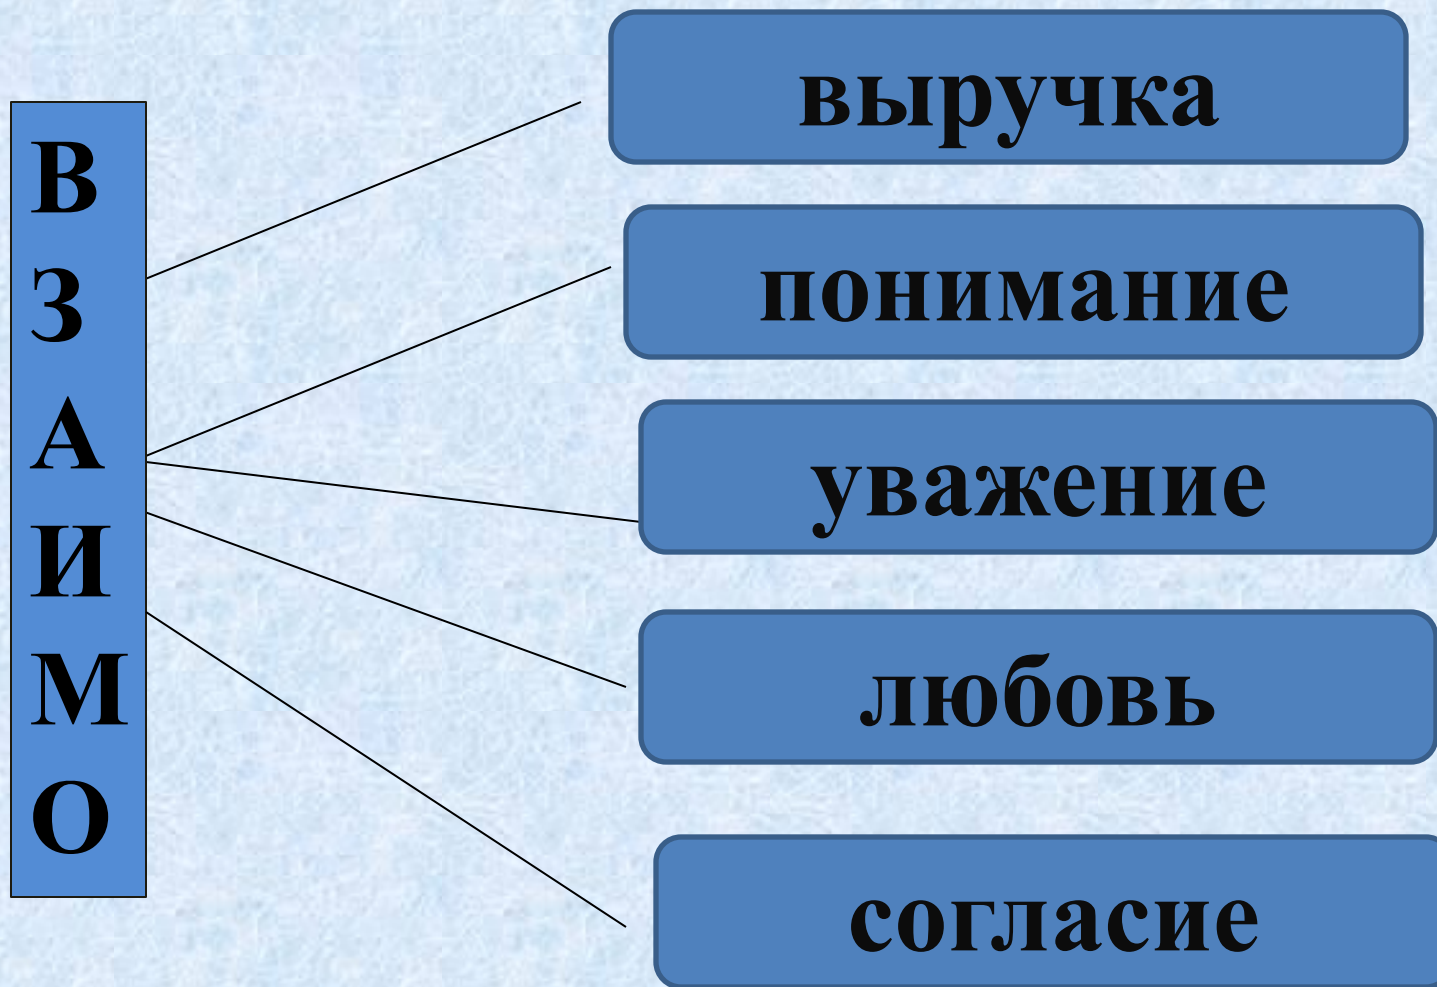 В
З
А
И
М
О
выручка
понимание
уважение
любовь
согласие